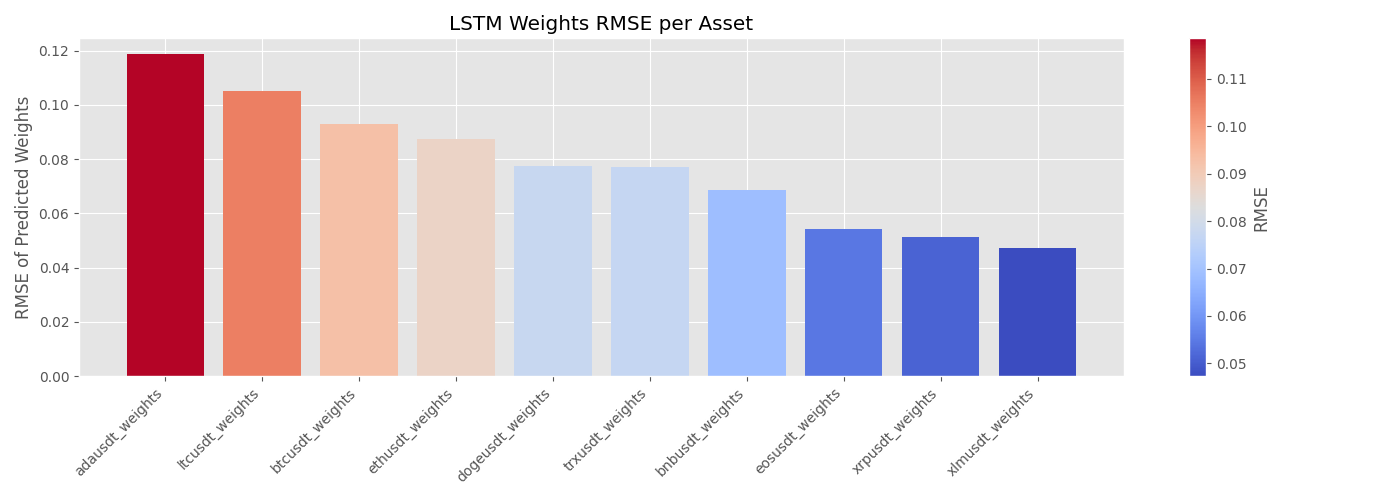 LSTM Weights RMSE per Asset
RMSE of Predicted Weights
0.12
0.10
0.08
0.06
0.04
0.02
0.00
adausdt_weights
ltcusdt_weights
btcusdt_weights
ethusdt_weights
dogeusdt_weights
trxusdt_weights
bnbusdt_weights
eosusdt_weights
xrpusdt_weights
xlmusdt_weights
0.11
0.10
0.09
0.08
0.07
0.06
0.05
RMSE